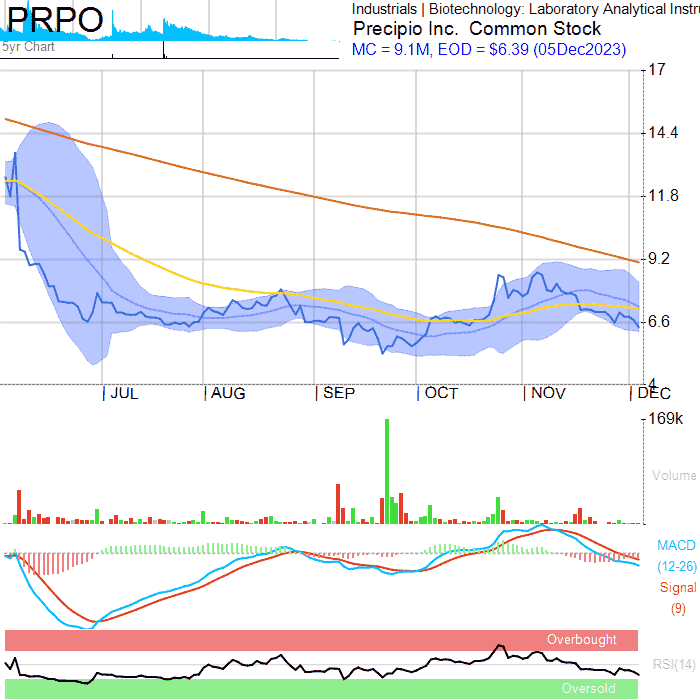 PRPO
5yr Chart
Industrials | Biotechnology: Laboratory Analytical Instru
Precipio Inc. Common Stock
MC = 9.1M, EOD = $6.39 (05Dec2023)
17
14.4
11.8
9.2
6.6
4
JUL
AUG
SEP
OCT
NOV
DEC
169k
Volume
MACD
(12-26)
Signal
(9)
Overbought
RSI(14)
Oversold